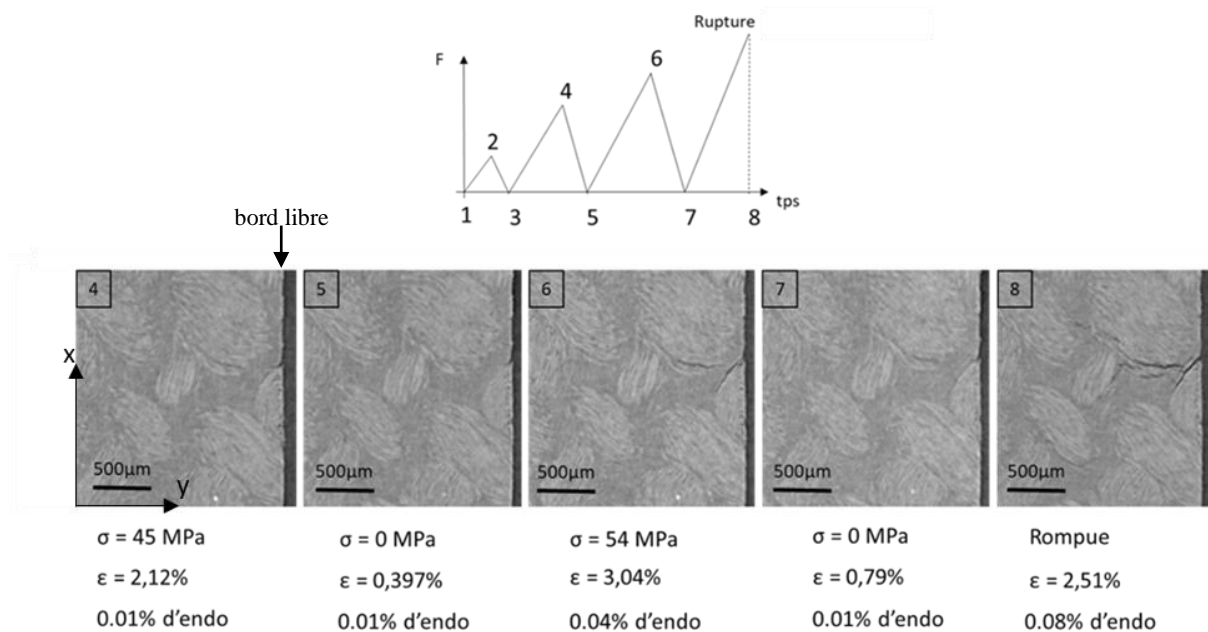 Rupture
F
6
4
2
tps
1 3 5 7 8
bord libre
4 5 6 7 8
x
500µm 500µm 500µm 500µm 500µm
y
σ = 45 MPa σ = 0 MPa σ = 54 MPa σ = 0 MPa Rompue
ε = 2,12% ε = 0,397% ε = 3,04% ε = 0,79% ε = 2,51%
0.01% d’endo 0.01% d’endo 0.04% d’endo 0.01% d’endo 0.08% d’endo